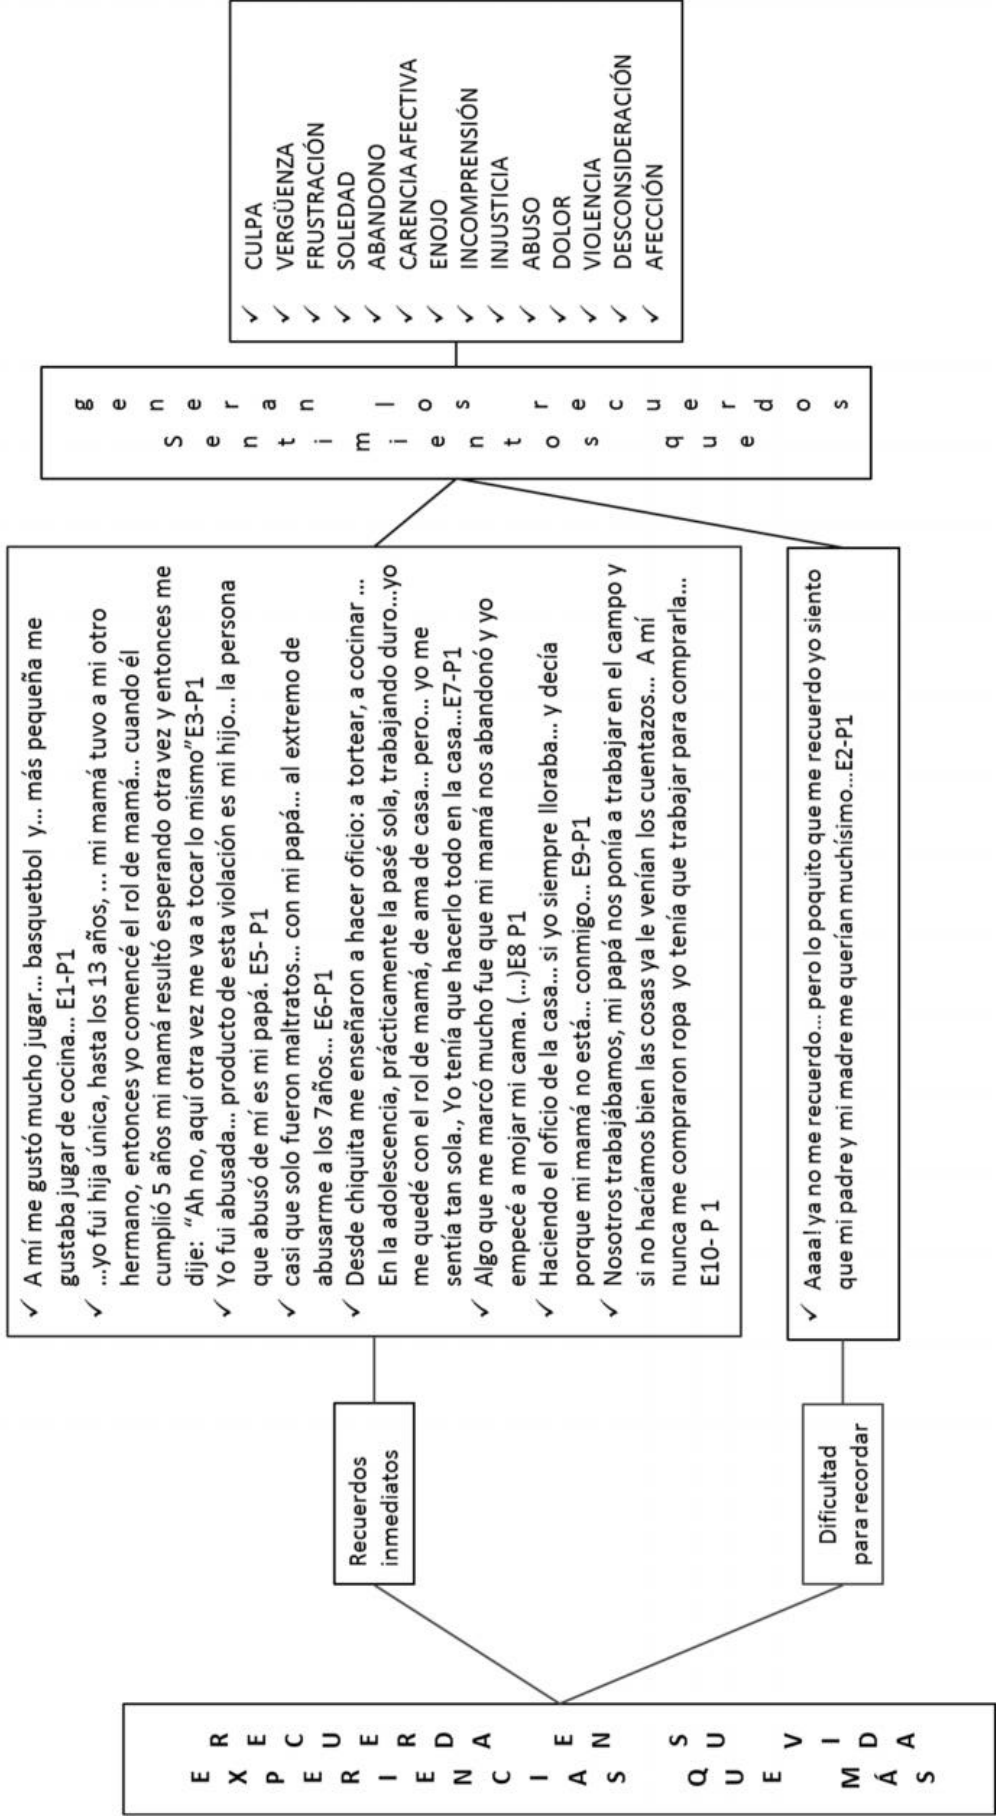 EXPERIENCIAS QUE MÁS
RECUERDA EN SU VIDA
Recuerdos
inmediatos
✓ A mí me gustó mucho jugar... basquetbol y... más pequeña me
gustaba jugar de cocina... E1-P1
✓ ...yo fui hija única, hasta los 13 años, ... mi mamá tuvo a mi otro
hermano, entonces yo comencé el rol de mamá... cuando él
cumplió 5 años mi mamá resultó esperando otra vez y entonces me
dije: “Ah no, aquí otra vez me va a tocar lo mismo”E3-P1
✓ Yo fui abusada... producto de esta violación es mi hijo... la persona
que abusó de mí es mi papá. E5- P1
✓ casi que solo fueron maltratos... con mi papá... al extremo de
abusarme a los 7años... E6-P1
✓ Desde chiquita me enseñaron a hacer oficio: a tortear, a cocinar ...
En la adolescencia, prácticamente la pasé sola, trabajando duro...yo
me quedé con el rol de mamá, de ama de casa... pero... yo me
sentía tan sola., Yo tenía que hacerlo todo en la casa...E7-P1
✓ Algo que me marcó mucho fue que mi mamá nos abandonó y yo
empecé a mojar mi cama. (...)E8 P1
✓ Haciendo el oficio de la casa... si yo siempre lloraba... y decía
porque mi mamá no está... conmigo... E9-P1
✓ Nosotros trabajábamos, mi papá nos ponía a trabajar en el campo y
si no hacíamos bien las cosas ya le venían los cuentazos... A mí
nunca me compraron ropa yo tenía que trabajar para comprarla...
E10- P 1
Dificultad
para recordar
✓ Aaaa! ya no me recuerdo... pero lo poquito que me recuerdo yo siento
que mi padre y mi madre me querían muchísimo...E2-P1
Sentimientos que
generan los recuerdos
✓ CULPA
✓ VERGÜENZA
✓ FRUSTRACIÓN
✓ SOLEDAD
✓ ABANDONO
✓ CARENCIA AFECTIVA
✓ ENOJO
✓ INCOMPRENSIÓN
✓ INJUSTICIA
✓ ABUSO
✓ DOLOR
✓ VIOLENCIA
✓ DESCONSIDERACIÓN
✓ AFECCIÓN